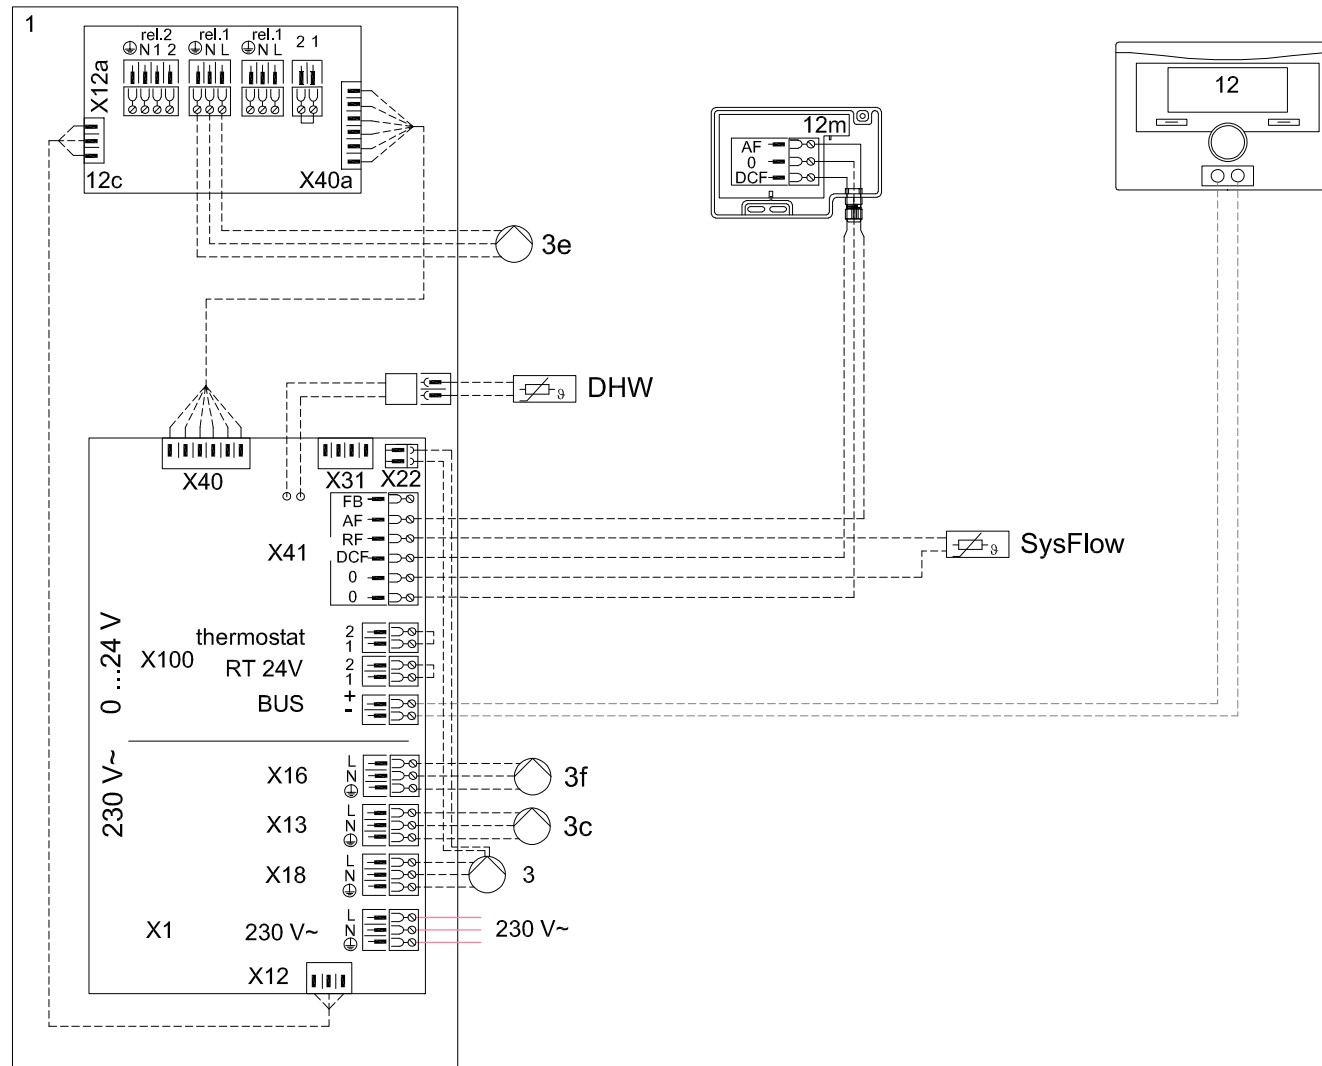 1
rel.2
N 1 2
rel.1
N L
rel.1
N L
2 1
X12a
12c
X40a
3e
12m
AF
0
DCF
12
DHW
X40
X31
X22
X41
FB
AF
RF
DCF
0
0
SysFlow
0 ...24 V
X100
thermostat
2
1
RT 24V
2
1
BUS
+
-
230 V~
X16
L
N
3f
X13
L
N
3c
X18
L
N
3
X1
230 V~
L
N
230 V~
X12
ϑ
ϑ